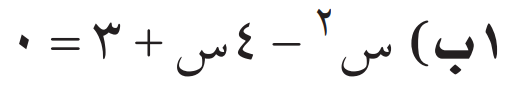 ١ب) س٢ − ٤س + ٣ = ٠